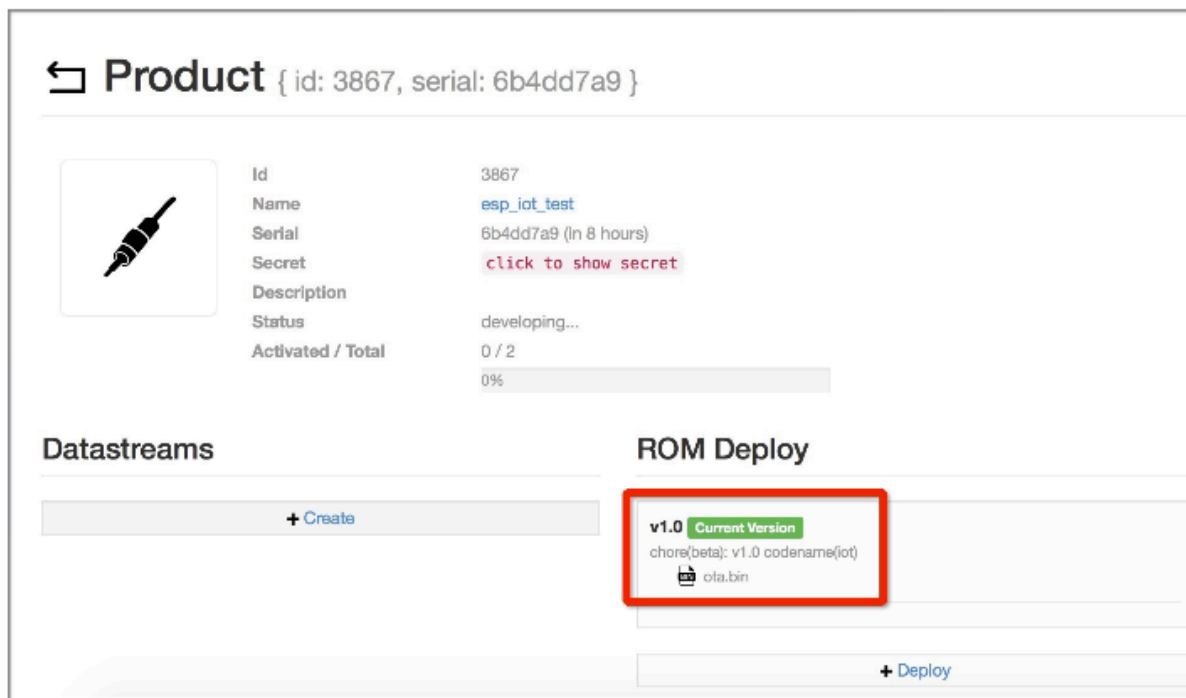 Product { id: 3867, serial: 6b4dd7a9 }
Id 3867
Name esp_iot_test
Serial 6b4dd7a9 (in 8 hours)
Secret click to show secret
Description
Status developing...
Activated / Total 0 / 2
0%
Datastreams
+ Create
ROM Deploy
v1.0 Current Version
chore(beta): v1.0 codename(iot)
ota.bin
+ Deploy